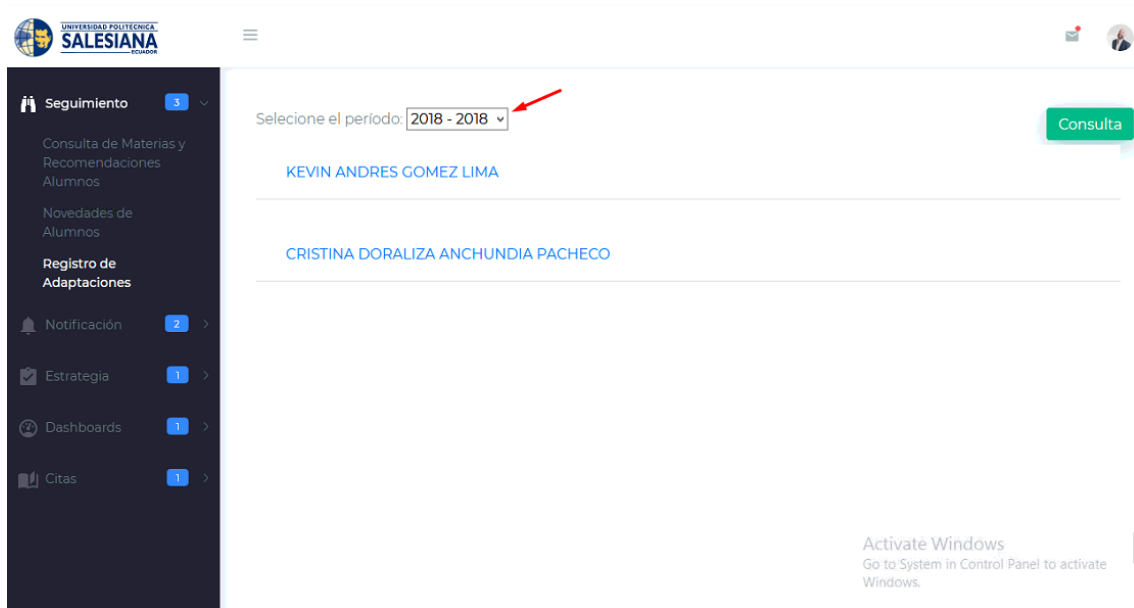 UNIVERSIDAD POLITÉCNICA
SALESIANA
ECUADOR
Seguimiento 3
Consulta de Materias y
Recomendaciones
Alumnos
Novedades de
Alumnos
Registro de
Adaptaciones
Notificación 2
Estrategia 1
Dashboards 1
Citas 1
Selecione el período: 2018 - 2018
Consulta
KEVIN ANDRES GOMEZ LIMA
CRISTINA DORALIZA ANCHUNDIA PACHECO
Activate Windows
Go to System in Control Panel to activate
Windows.